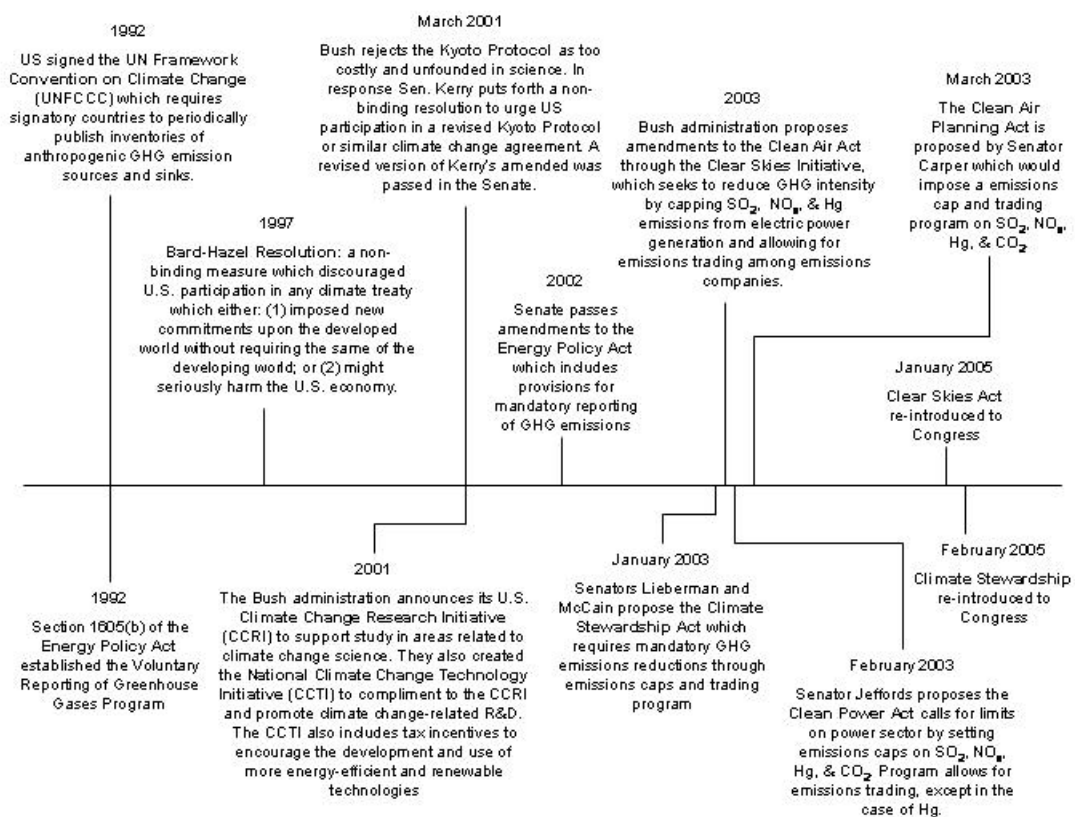 1992
US signed the UN Framework
Convention on Climate Change
(UNFCCC) which requires
signatory countries to periodically
publish inventories of
anthropogenic GHG emission
sources and sinks.
1997
Bard-Hazel Resolution: a non-
binding measure which discouraged
U.S. participation in any climate treaty
which either: (1) imposed new
commitments upon the developed
world without requiring the same of the
developing world; or (2) might
seriously harm the U.S. economy.
March 2001
Bush rejects the Kyoto Protocol as too
costly and unfounded in science. In
response Sen. Kerry puts forth a non-
binding resolution to urge US
participation in a revised Kyoto Protocol
or similar climate change agreement. A
revised version of Kerry's amended was
passed in the Senate.
2002
Senate passes
amendments to the
Energy Policy Act
which includes
provisions for
mandatory reporting
of GHG emissions
2003
Bush administration proposes
amendments to the Clean Air Act
through the Clear Skies Initiative,
which seeks to reduce GHG intensity
by capping SO₂, NOₓ, & Hg
emissions from electric power
generation and allowing for
emissions trading among emissions
companies.
March 2003
The Clean Air
Planning Act is
proposed by Senator
Carper which would
impose a emissions
cap and trading
program on SO₂, NOₓ,
Hg, & CO₂
January 2005
Clear Skies Act
re-introduced to
Congress
1992
Section 1605(b) of the
Energy Policy Act
established the Voluntary
Reporting of Greenhouse
Gases Program
2001
The Bush administration announces its U.S.
Climate Change Research Initiative
(CCRI) to support study in areas related to
climate change science. They also created
the National Climate Change Technology
Initiative (CCTI) to compliment to the CCRI
and promote climate change-related R&D.
The CCTI also includes tax incentives to
encourage the development and use of
more energy-efficient and renewable
technologies
January 2003
Senators Lieberman and
McCain propose the Climate
Stewardship Act which
requires mandatory GHG
emissions reductions through
emissions caps and trading
program
February 2003
Senator Jeffords proposes the
Clean Power Act calls for limits
on power sector by setting
emissions caps on SO₂, NOₓ,
Hg, & CO₂ Program allows for
emissions trading, except in the
case of Hg.
February 2005
Climate Stewardship
re-introduced to
Congress